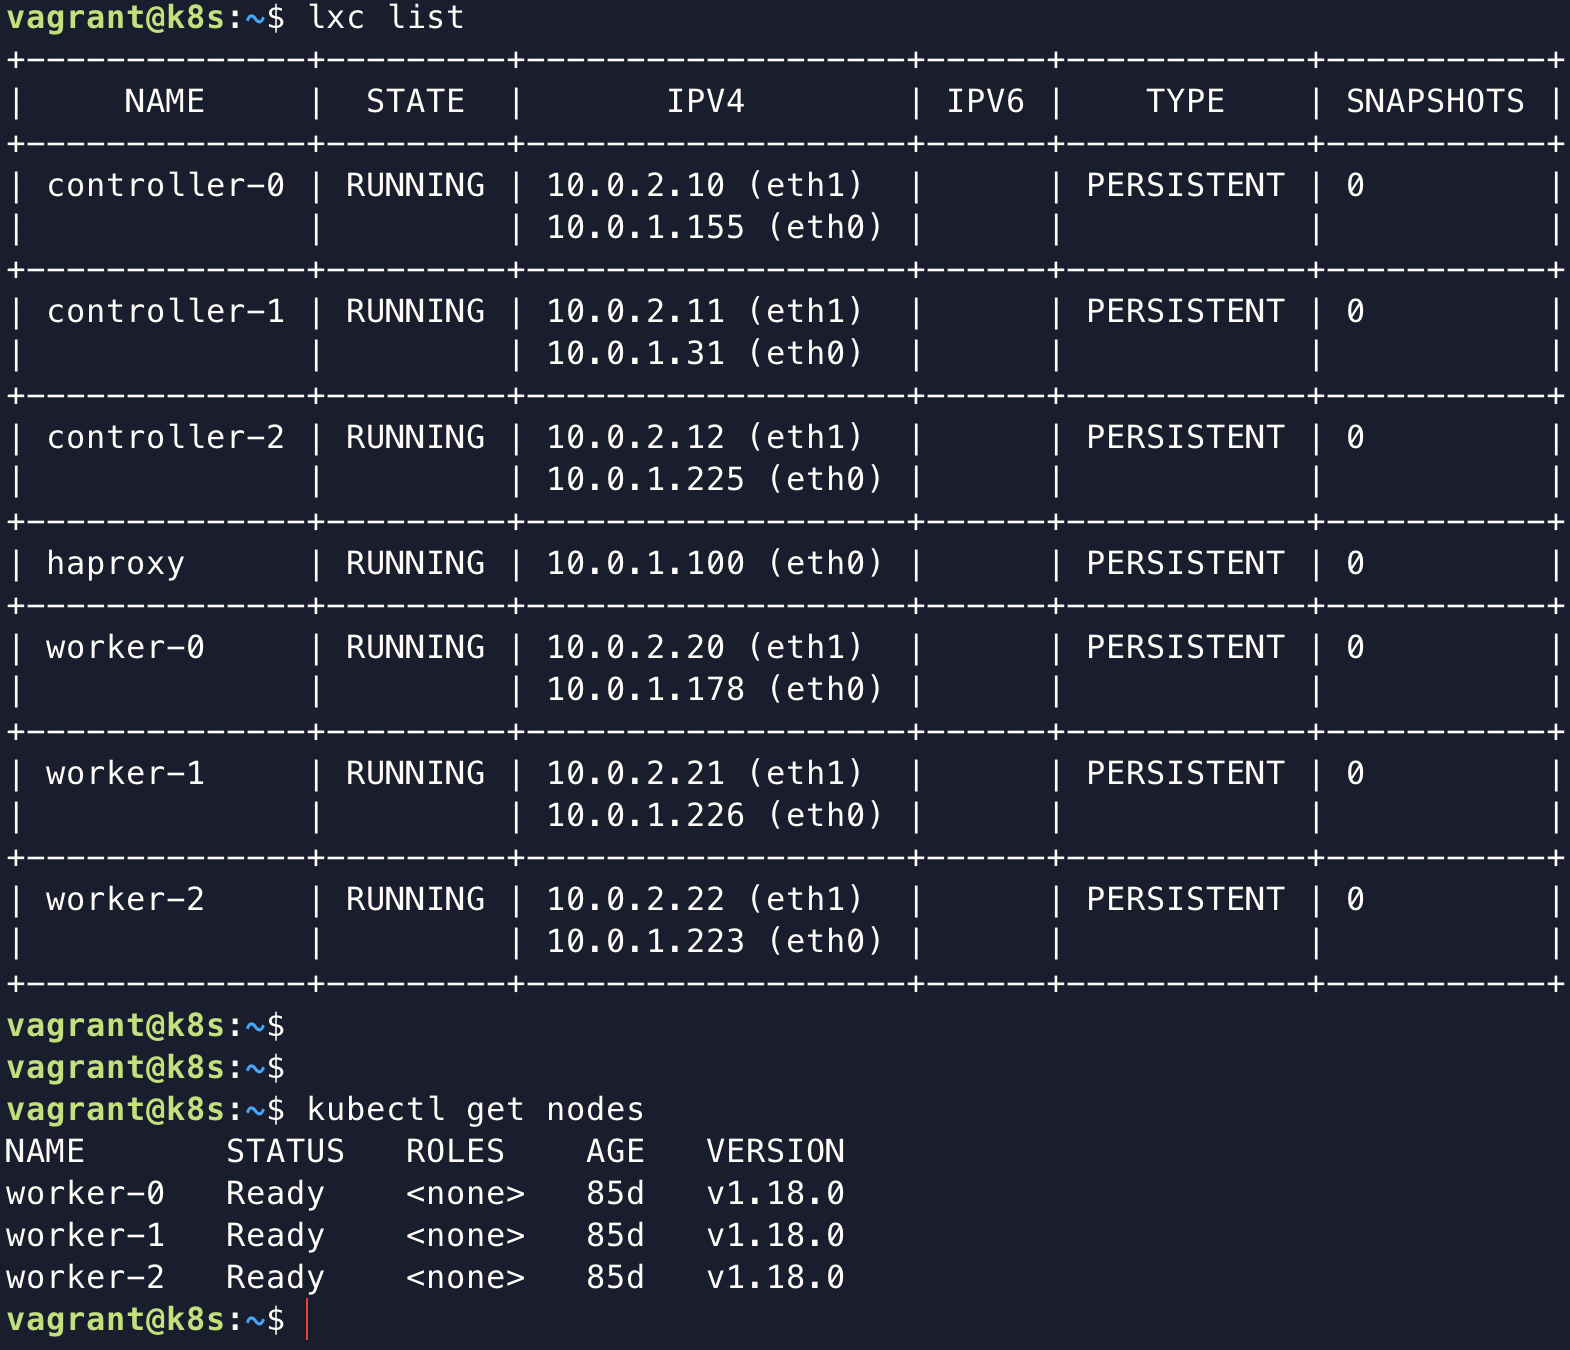 vagrant@k8s:~$ lxc list
+--------------+---------+-------------------+------+------------+-----------+
|     NAME     |  STATE  |       IPV4        | IPV6 |    TYPE    | SNAPSHOTS |
+--------------+---------+-------------------+------+------------+-----------+
| controller-0 | RUNNING | 10.0.2.10 (eth1)  |      | PERSISTENT | 0         |
|              |         | 10.0.1.155 (eth0) |      |            |           |
+--------------+---------+-------------------+------+------------+-----------+
| controller-1 | RUNNING | 10.0.2.11 (eth1)  |      | PERSISTENT | 0         |
|              |         | 10.0.1.31 (eth0)  |      |            |           |
+--------------+---------+-------------------+------+------------+-----------+
| controller-2 | RUNNING | 10.0.2.12 (eth1)  |      | PERSISTENT | 0         |
|              |         | 10.0.1.225 (eth0) |      |            |           |
+--------------+---------+-------------------+------+------------+-----------+
| haproxy      | RUNNING | 10.0.1.100 (eth0) |      | PERSISTENT | 0         |
+--------------+---------+-------------------+------+------------+-----------+
| worker-0     | RUNNING | 10.0.2.20 (eth1)  |      | PERSISTENT | 0         |
|              |         | 10.0.1.178 (eth0) |      |            |           |
+--------------+---------+-------------------+------+------------+-----------+
| worker-1     | RUNNING | 10.0.2.21 (eth1)  |      | PERSISTENT | 0         |
|              |         | 10.0.1.226 (eth0) |      |            |           |
+--------------+---------+-------------------+------+------------+-----------+
| worker-2     | RUNNING | 10.0.2.22 (eth1)  |      | PERSISTENT | 0         |
|              |         | 10.0.1.223 (eth0) |      |            |           |
+--------------+---------+-------------------+------+------------+-----------+
vagrant@k8s:~$
vagrant@k8s:~$
vagrant@k8s:~$ kubectl get nodes
NAME       STATUS   ROLES    AGE   VERSION
worker-0   Ready    <none>   85d   v1.18.0
worker-1   Ready    <none>   85d   v1.18.0
worker-2   Ready    <none>   85d   v1.18.0
vagrant@k8s:~$